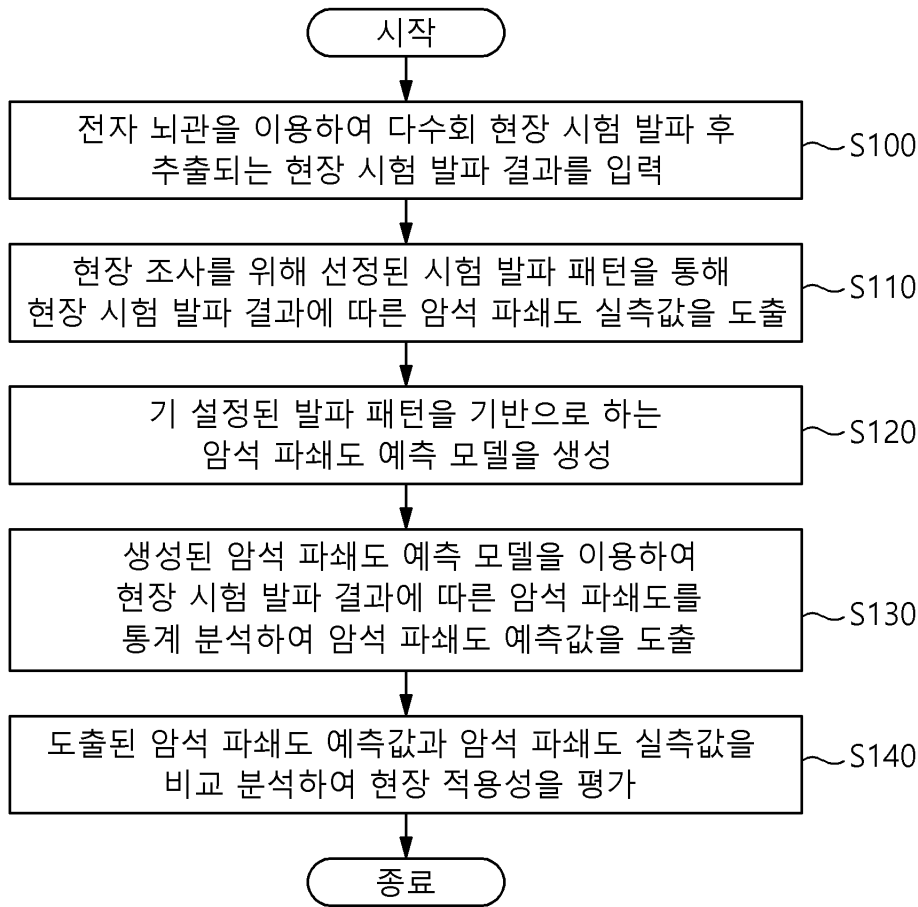 시작
전자 뇌관을 이용하여 다수회 현장 시험 발파 후
추출되는 현장 시험 발파 결과를 입력
S100
현장 조사를 위해 선정된 시험 발파 패턴을 통해
현장 시험 발파 결과에 따른 암석 파쇄도 실측값을 도출
S110
기 설정된 발파 패턴을 기반으로 하는
암석 파쇄도 예측 모델을 생성
S120
생성된 암석 파쇄도 예측 모델을 이용하여
현장 시험 발파 결과에 따른 암석 파쇄도를
통계 분석하여 암석 파쇄도 예측값을 도출
S130
도출된 암석 파쇄도 예측값과 암석 파쇄도 실측값을
비교 분석하여 현장 적용성을 평가
S140
종료